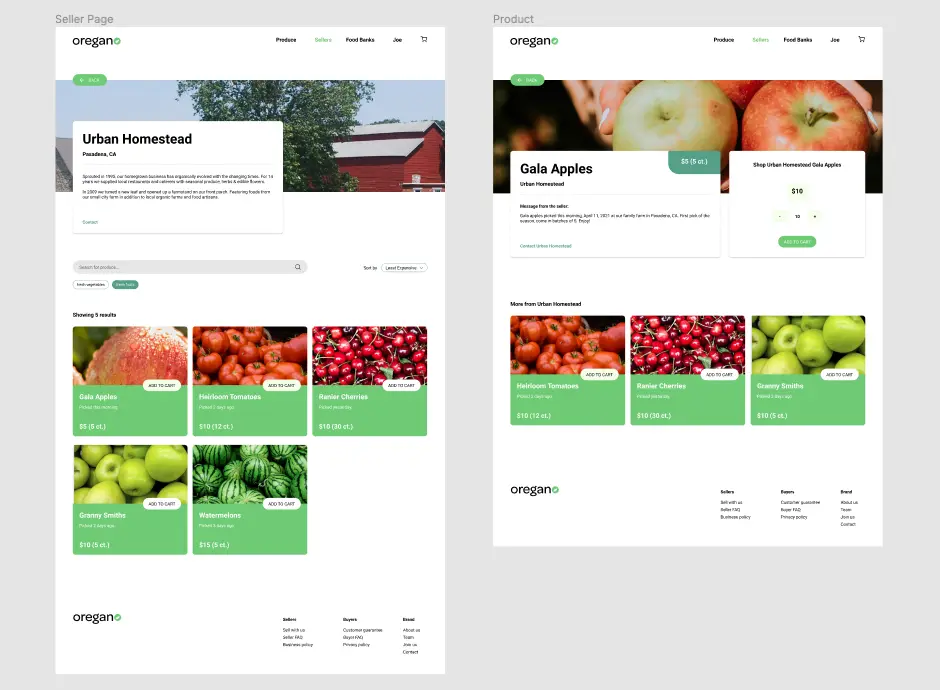 Seller Page
oregano
Produce
Sellers
Food Banks
Joe
BACK
Urban Homestead
Pasadena, CA
Sprouted in 1995, our homegrown business has organically evolved with the changing times. For 14
years we supplied local restaurants and caterers with seasonal produce, herbs & edible flowers.
In 2009 we turned a new leaf and opened up a farmstand on our front porch. Featuring foods from
our small city farm in addition to local organic farms and food artisans.
Contact
Search for produce...
Sort by
Least Expensive
fresh vegetables
fresh fruits
Showing 5 results
ADD TO CART
Gala Apples
Picked this morning
$5 (5 ct.)
ADD TO CART
Heirloom Tomatoes
Picked 2 days ago
$10 (12 ct.)
ADD TO CART
Ranier Cherries
Picked yesterday
$10 (30 ct.)
ADD TO CART
Granny Smiths
Picked 2 days ago
$10 (5 ct.)
ADD TO CART
Watermelons
Picked 3 days ago
$15 (5 ct.)
oregano
Sellers
Sell with us
Seller FAQ
Business policy
Buyers
Customer guarantee
Buyer FAQ
Privacy policy
Brand
About us
Team
Join us
Contact
Product
oregano
Produce
Sellers
Food Banks
Joe
BACK
Gala Apples
$5 (5 ct.)
Urban Homestead
Message from the seller:
Gala apples picked this morning, April 11, 2021 at our family farm in Pasadena, CA. First pick of the
season, come in batches of 5. Enjoy!
Contact Urban Homestead
Shop Urban Homestead Gala Apples
$10
- 10 +
ADD TO CART
More from Urban Homestead
ADD TO CART
Heirloom Tomatoes
Picked 2 days ago
$10 (12 ct.)
ADD TO CART
Ranier Cherries
Picked yesterday
$10 (30 ct.)
ADD TO CART
Granny Smiths
Picked 2 days ago
$10 (5 ct.)
oregano
Sellers
Sell with us
Seller FAQ
Business policy
Buyers
Customer guarantee
Buyer FAQ
Privacy policy
Brand
About us
Team
Join us
Contact